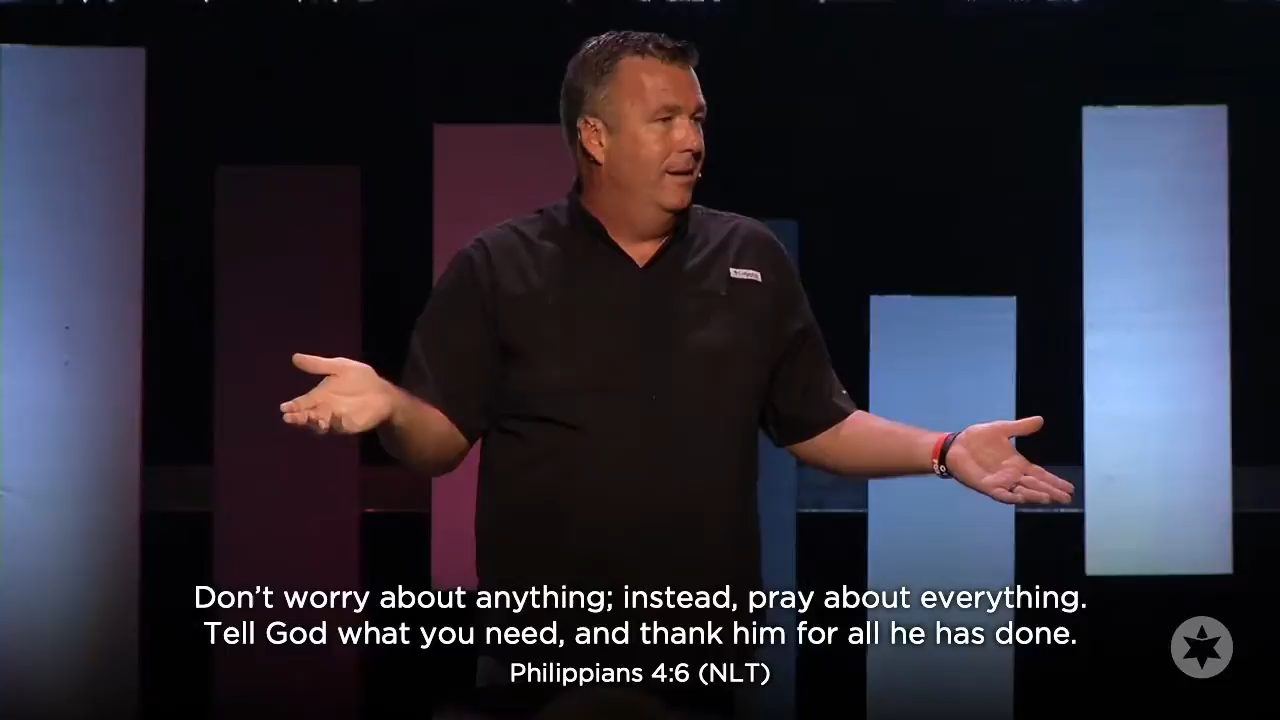 Don't worry about anything; instead, pray about everything.
Tell God what you need, and thank him for all he has done.
Philippians 4:6 (NLT)